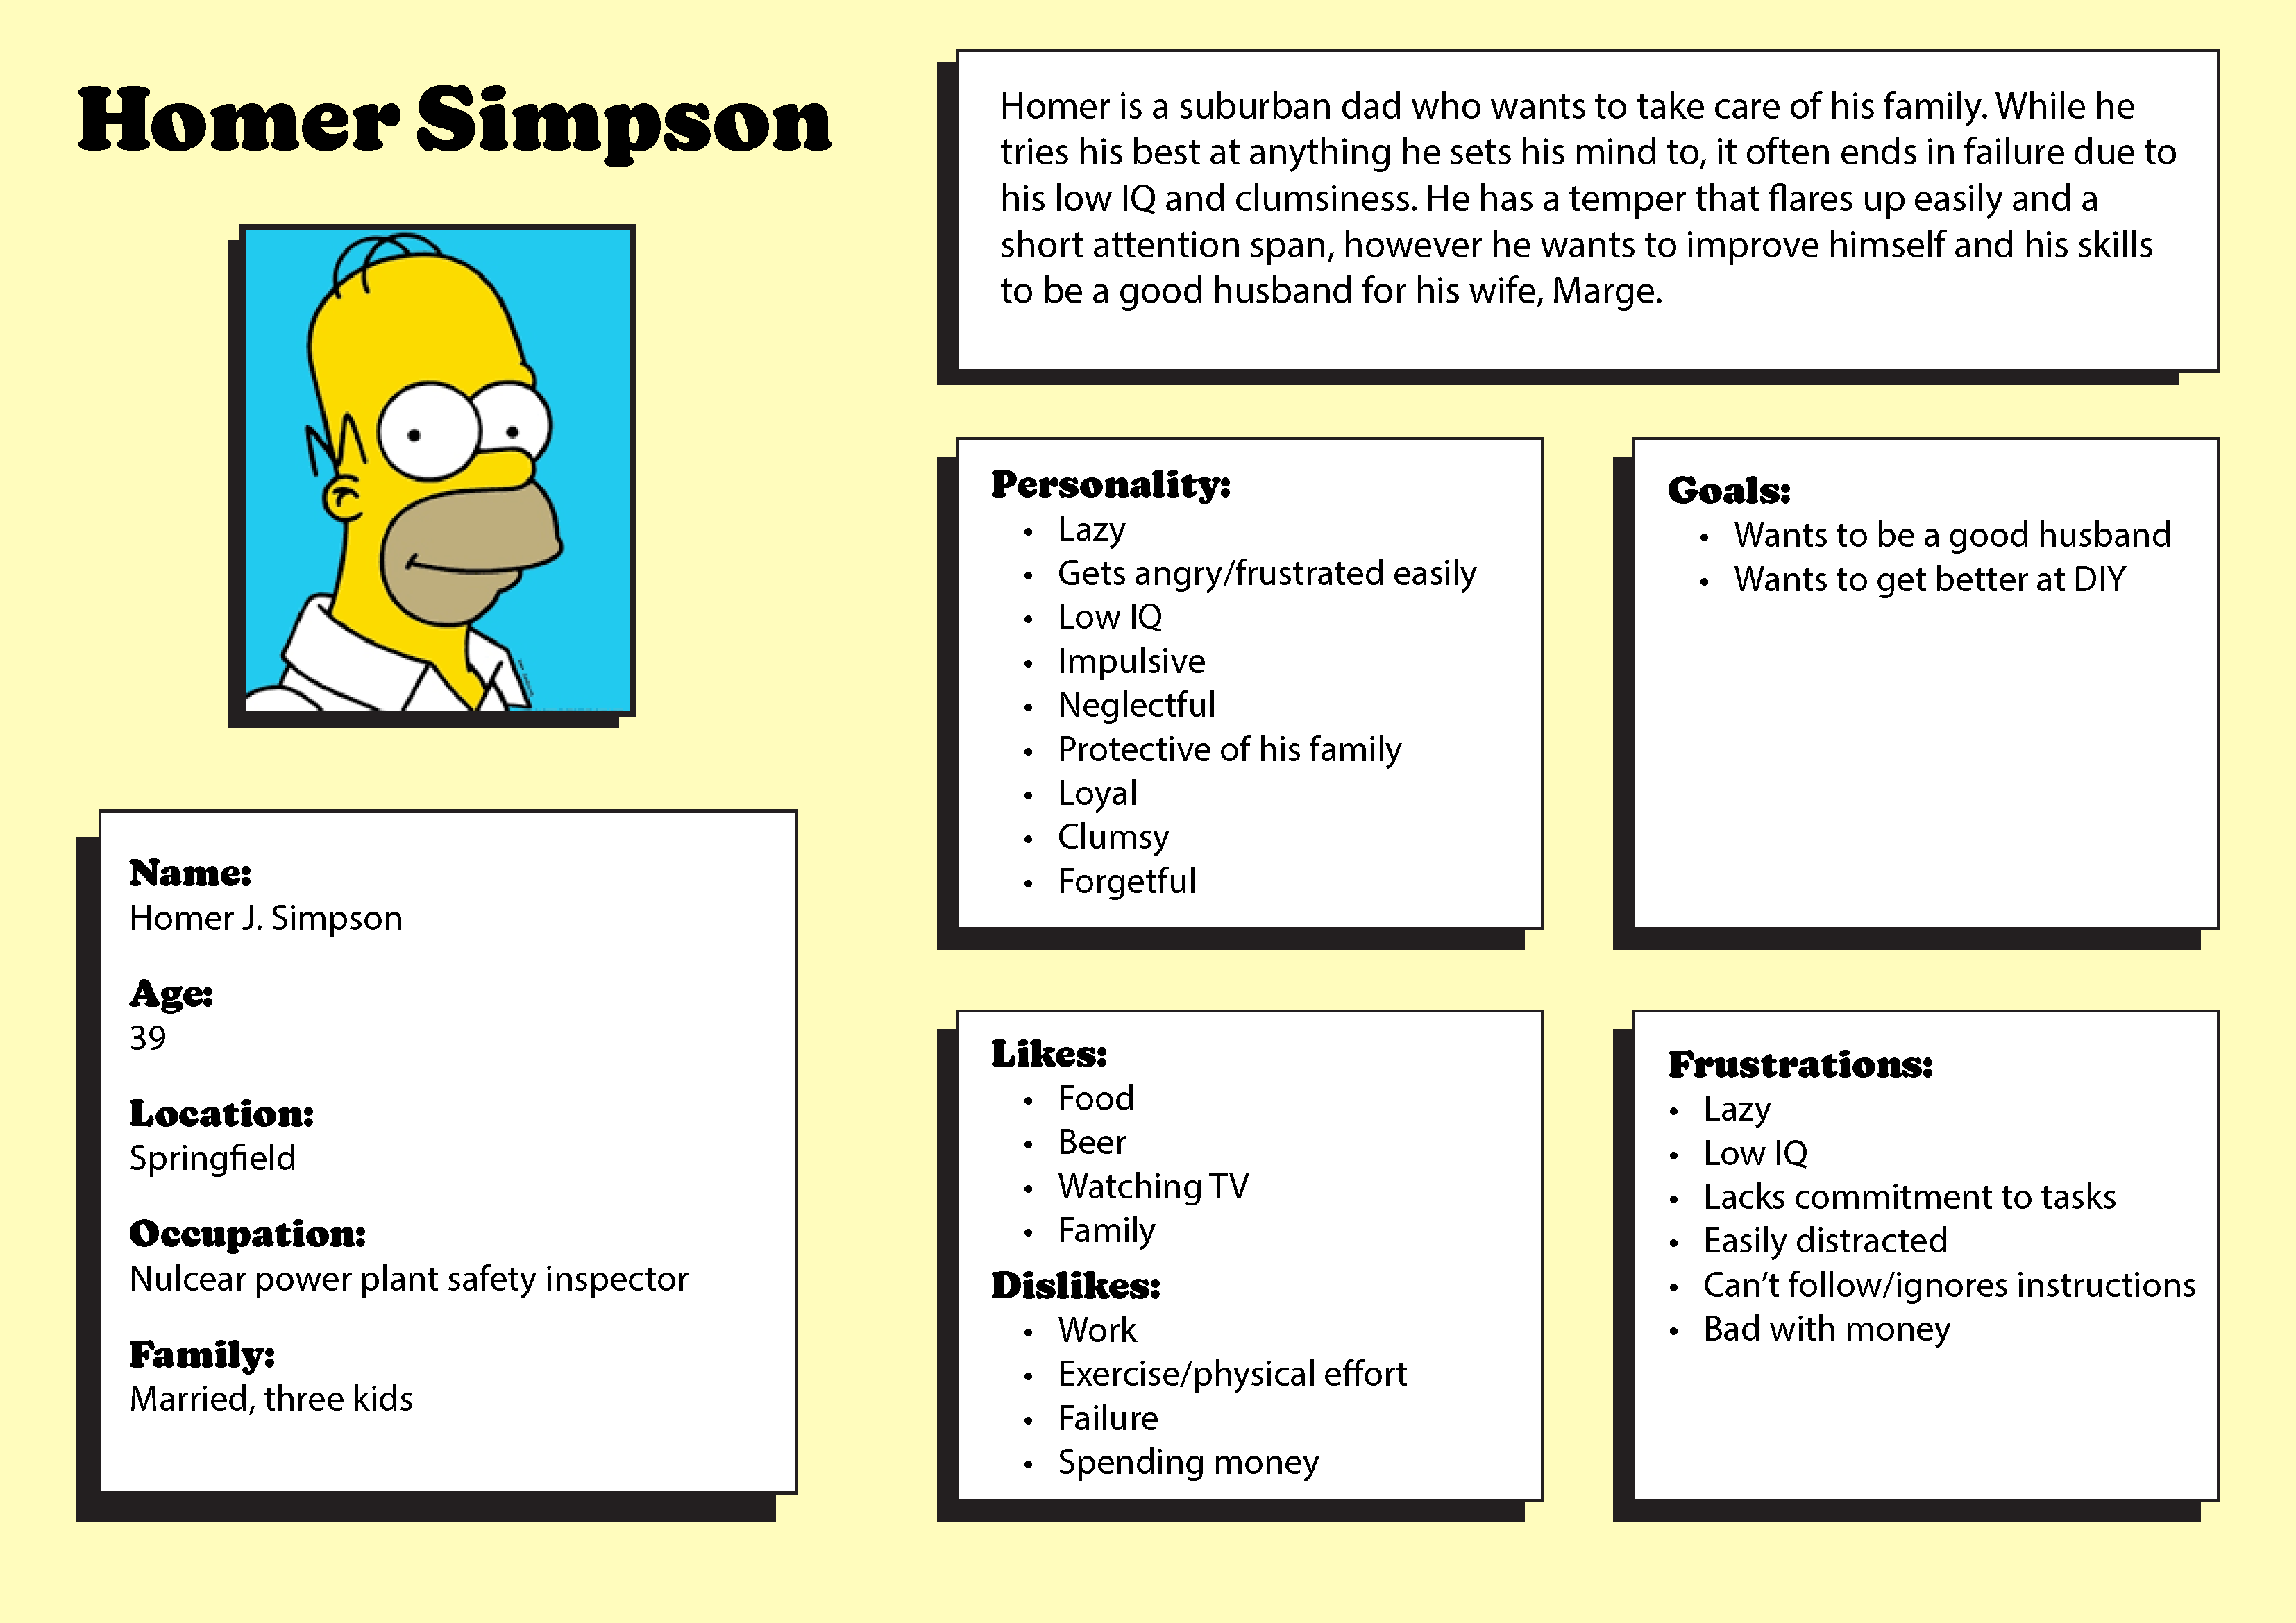 Homer Simpson
Homer is a suburban dad who wants to take care of his family. While he
tries his best at anything he sets his mind to, it often ends in failure due to
his low IQ and clumsiness. He has a temper that flares up easily and a
short attention span, however he wants to improve himself and his skills
to be a good husband for his wife, Marge.
Name:
Homer J. Simpson
Age:
39
Location:
Springfield
Occupation:
Nulcear power plant safety inspector
Family:
Married, three kids
Personality:
• Lazy
• Gets angry/frustrated easily
• Low IQ
• Impulsive
• Neglectful
• Protective of his family
• Loyal
• Clumsy
• Forgetful
Goals:
• Wants to be a good husband
• Wants to get better at DIY
Likes:
• Food
• Beer
• Watching TV
• Family
Dislikes:
• Work
• Exercise/physical effort
• Failure
• Spending money
Frustrations:
• Lazy
• Low IQ
• Lacks commitment to tasks
• Easily distracted
• Can't follow/ignores instructions
• Bad with money